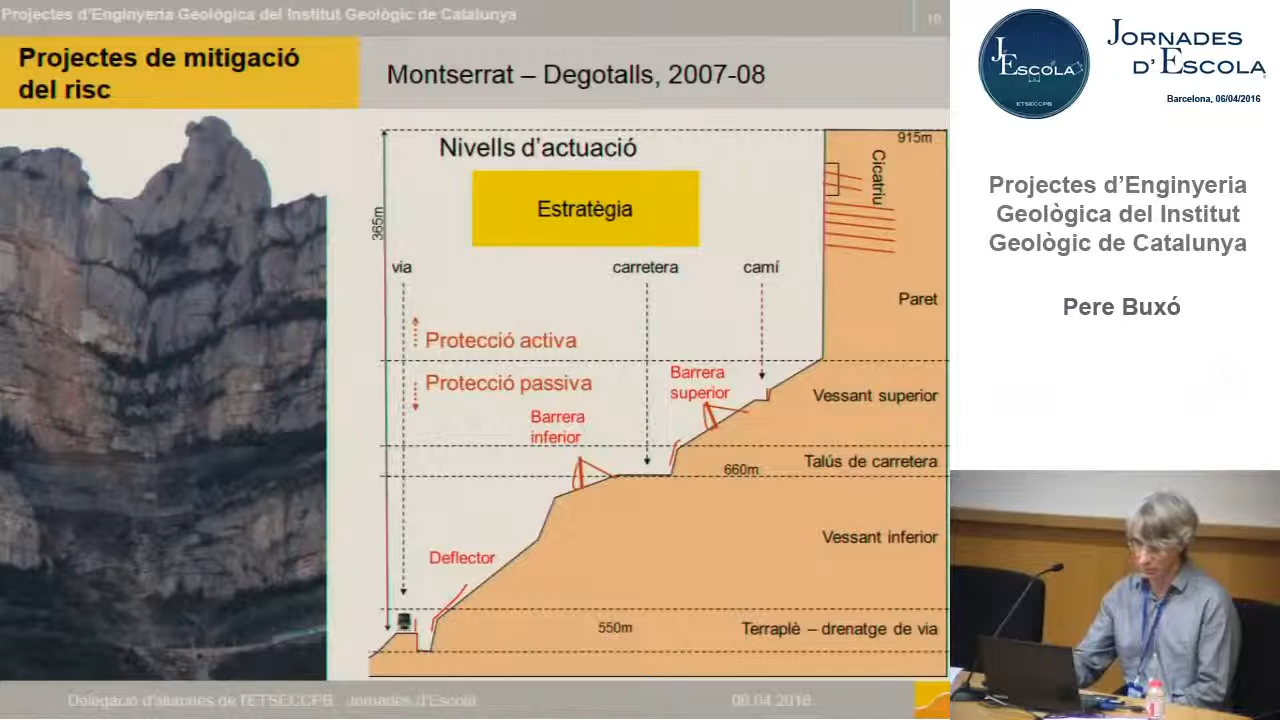 Projectes d'Enginyeria Geològica del Institut Geològic de Catalunya
Projectes de mitigació
del risc
Montserrat – Degotalls, 2007-08
Nivells d'actuació
Estratègia
365m
915m
Cicatriu
via
carretera
camí
Paret
Protecció activa
Protecció passiva
Barrera
superior
Barrera
inferior
Vessant superior
Talús de carretera
660m
Vessant inferior
Deflector
550m
Terraplè – drenatge de via
Delegació d'alumnes de l'ETSECCPB
Jornades d'Escola
06.04.2016
JESCOLA
ETSECCPB
JORNADES
D'ESCOLA
Barcelona, 06/04/2016
Projectes d'Enginyeria
Geològica del Institut
Geològic de Catalunya
Pere Buxó